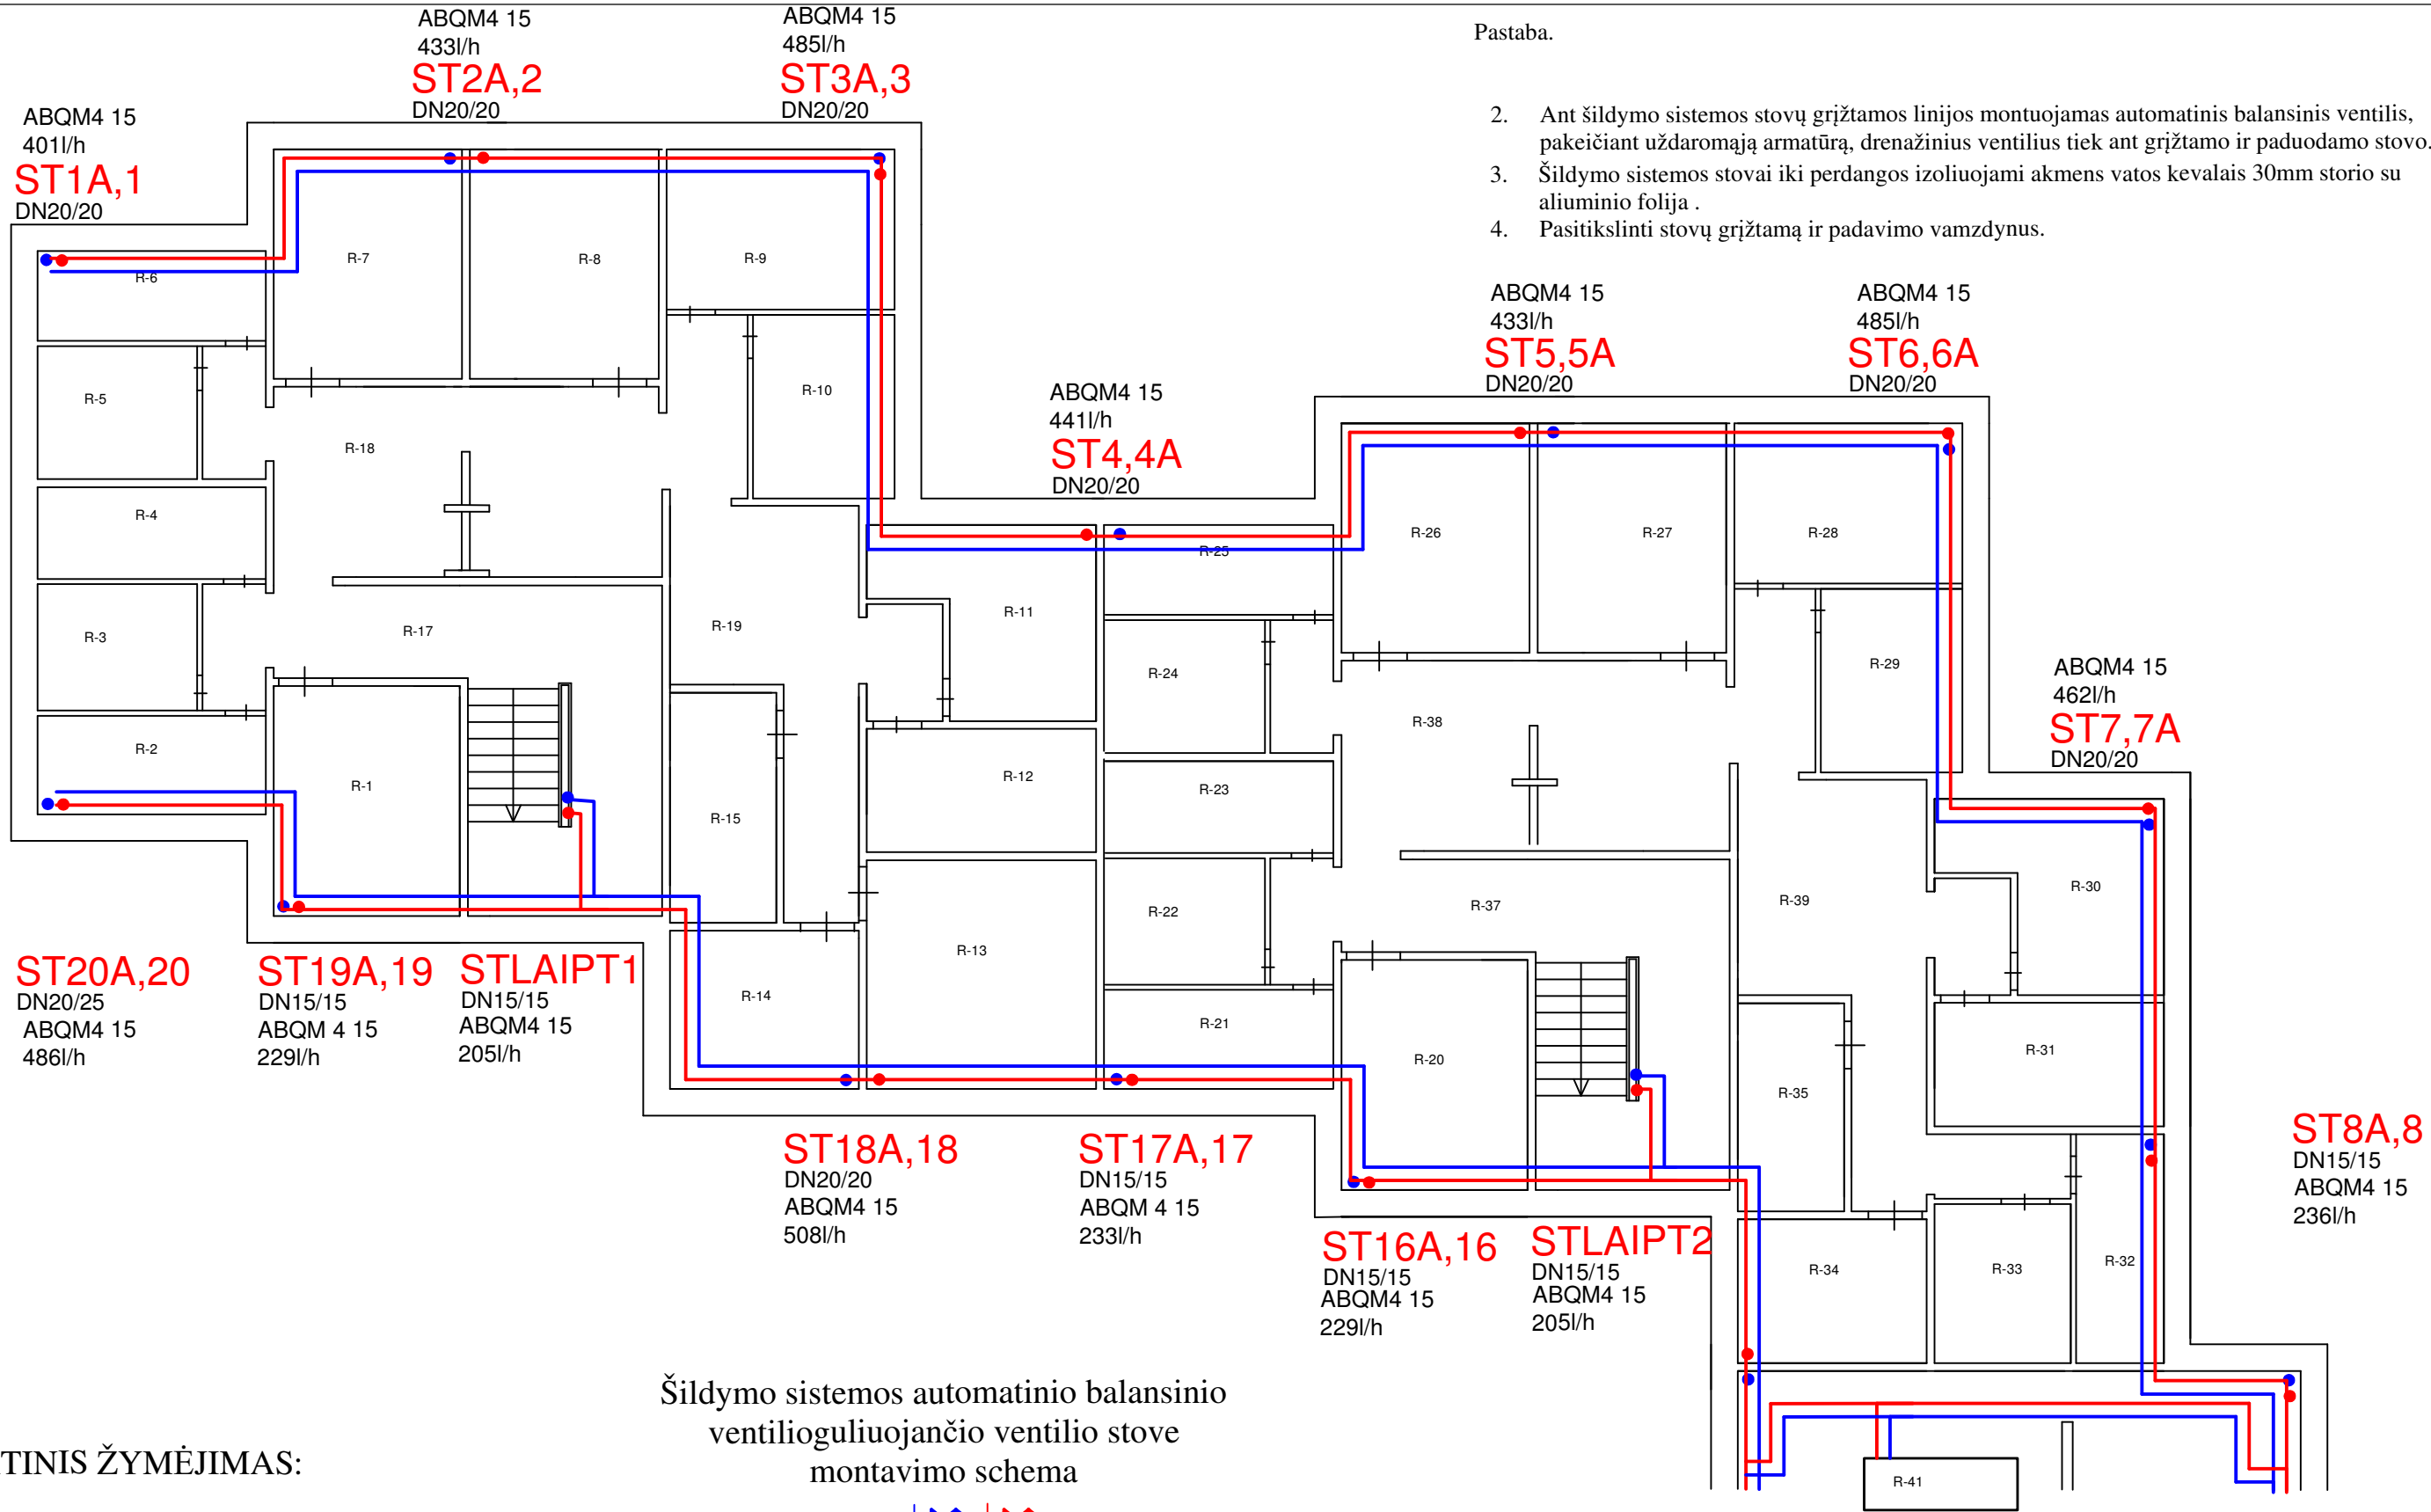 ABQM4 15
433l/h
ST2A,2
DN20/20
ABQM4 15
485l/h
ST3A,3
DN20/20
Pastaba.
2. Ant šildymo sistemos stovų grįžtamos linijos montuojamas automatinis balansinis ventilis,
pakeičiant uždaromąją armatūrą, drenažinius ventilius tiek ant grįžtamo ir paduodamo stovo.
3. Šildymo sistemos stovai iki perdangos izoliuojami akmens vatos kevalais 30mm storio su
aliuminio folija .
4. Pasitikslinti stovų grįžtamą ir padavimo vamzdynus.
ABQM4 15
401l/h
ST1A,1
DN20/20
R-6
R-7
R-8
R-9
R-5
R-10
R-18
R-4
R-3
R-17
R-19
R-11
R-2
R-1
R-15
R-12
R-13
R-14
ABQM4 15
441l/h
ST4,4A
DN20/20
ABQM4 15
433l/h
ST5,5A
DN20/20
ABQM4 15
485l/h
ST6,6A
DN20/20
R-25
R-26
R-27
R-28
R-24
R-29
R-38
R-23
R-22
R-37
R-39
R-30
R-21
R-20
R-35
R-31
R-34
R-33
R-32
R-41
ABQM4 15
462l/h
ST7,7A
DN20/20
ST8A,8
DN15/15
ABQM4 15
236l/h
ST20A,20
DN20/25
ABQM4 15
486l/h
ST19A,19
DN15/15
ABQM 4 15
229l/h
STLAIPT1
DN15/15
ABQM4 15
205l/h
ST18A,18
DN20/20
ABQM4 15
508l/h
ST17A,17
DN15/15
ABQM 4 15
233l/h
ST16A,16
DN15/15
ABQM4 15
229l/h
STLAIPT2
DN15/15
ABQM4 15
205l/h
Šildymo sistemos automatinio balansinio
ventilioguliuojančio ventilio stove
montavimo schema
TINIS ŽYMĖJIMAS: